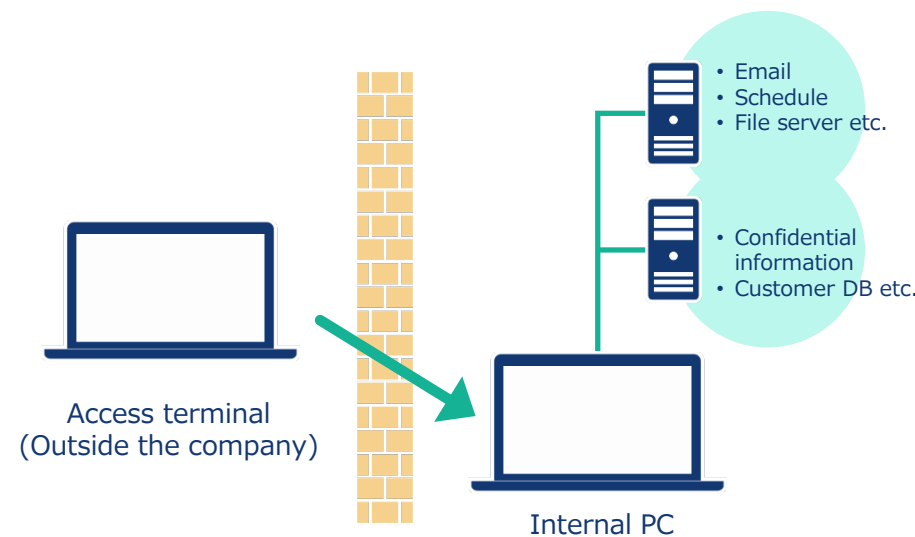 • Email
• Schedule
• File server etc.
• Confidential
information
• Customer DB etc.
Access terminal
(Outside the company)
Internal PC